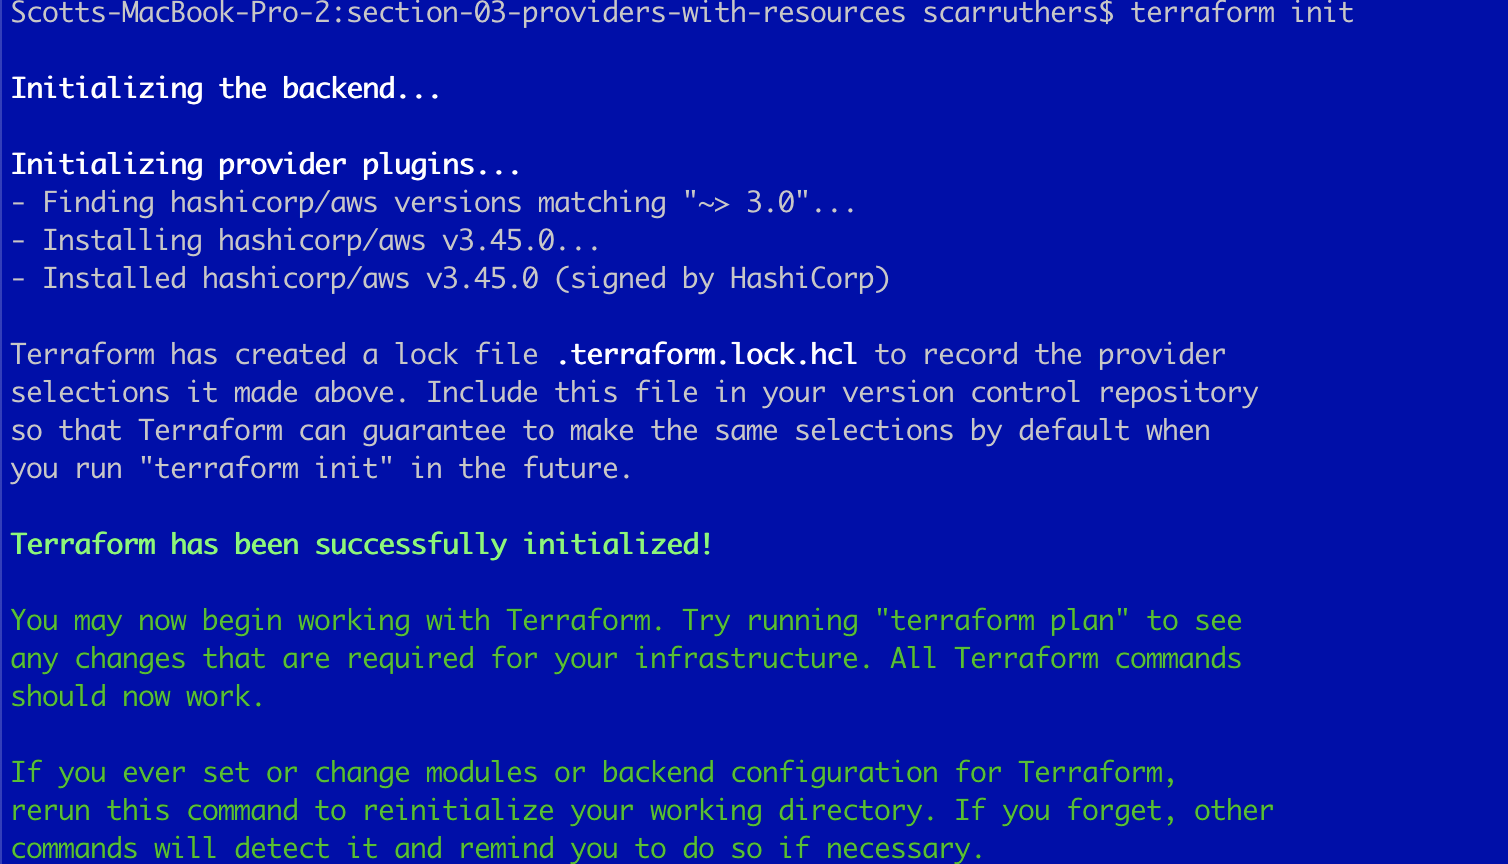 Scotts-MacBook-Pro-2:section-03-providers-with-resources scarruthers$ terraform init
Initializing the backend...
Initializing provider plugins...
- Finding hashicorp/aws versions matching "~> 3.0"...
- Installing hashicorp/aws v3.45.0...
- Installed hashicorp/aws v3.45.0 (signed by HashiCorp)
Terraform has created a lock file .terraform.lock.hcl to record the provider
selections it made above. Include this file in your version control repository
so that Terraform can guarantee to make the same selections by default when
you run "terraform init" in the future.
Terraform has been successfully initialized!
You may now begin working with Terraform. Try running "terraform plan" to see
any changes that are required for your infrastructure. All Terraform commands
should now work.
If you ever set or change modules or backend configuration for Terraform,
rerun this command to reinitialize your working directory. If you forget, other
commands will detect it and remind you to do so if necessary.